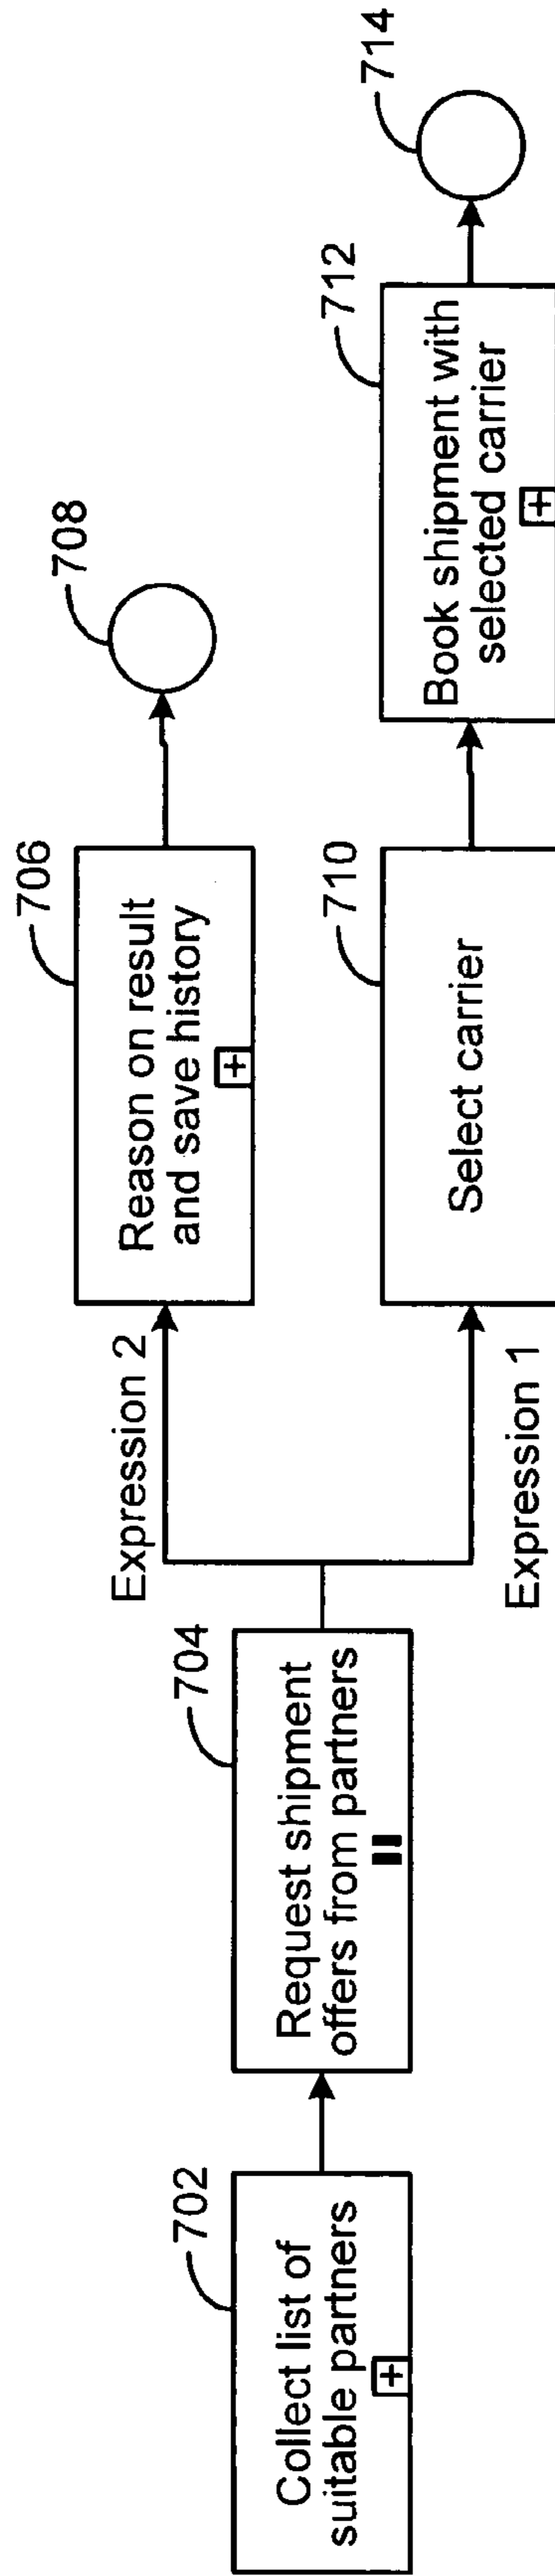 702
Collect list of
suitable partners
+
704
Request shipment
offers from partners
Expression 2
706
Reason on result
and save history
+
708
Expression 1
710
Select carrier
712
Book shipment with
selected carrier
+
714